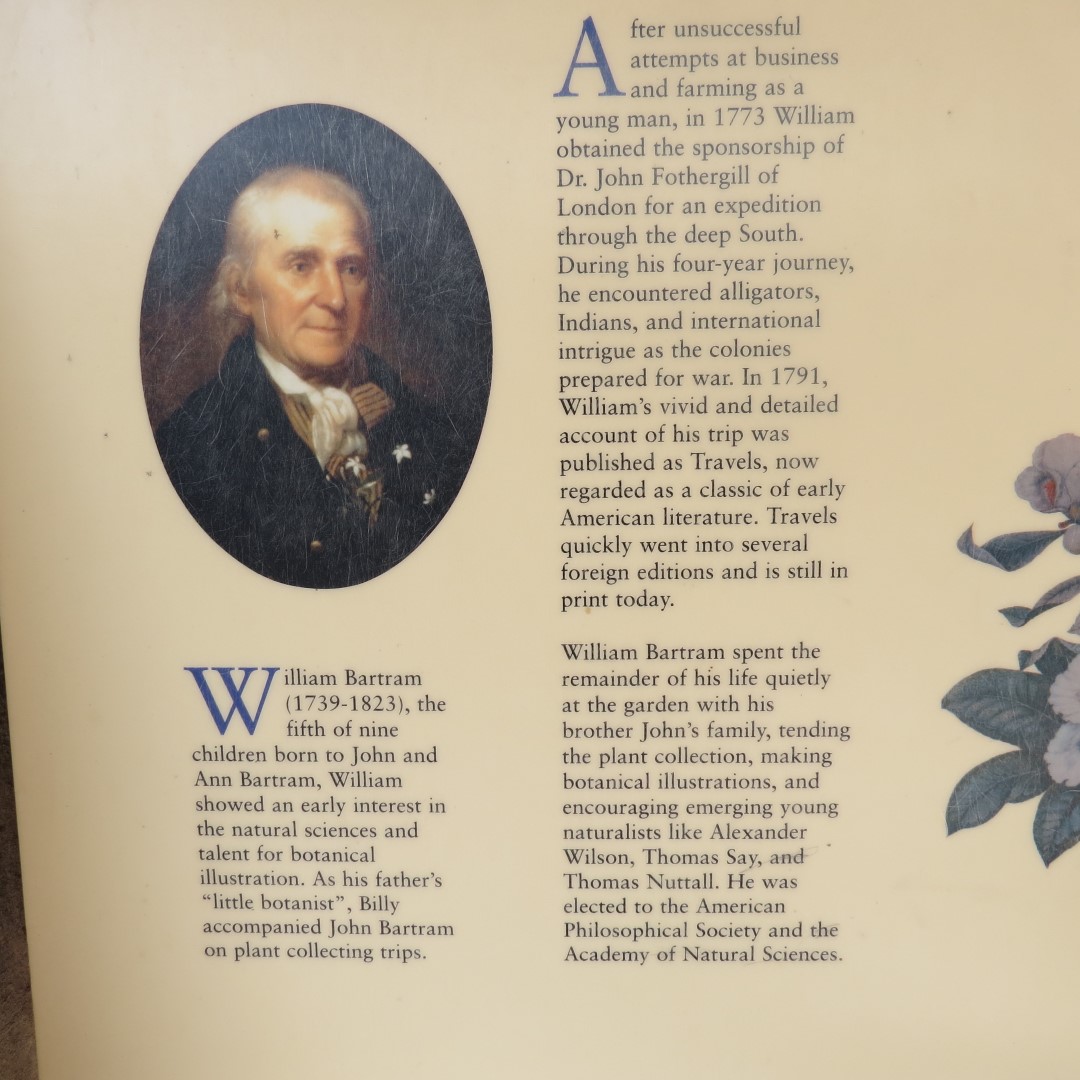 William Bartram
(1739-1823), the
fifth of nine
children born to John and
Ann Bartram, William
showed an early interest in
the natural sciences and
talent for botanical
illustration. As his father's
“little botanist”, Billy
accompanied John Bartram
on plant collecting trips.
After unsuccessful
attempts at business
and farming as a
young man, in 1773 William
obtained the sponsorship of
Dr. John Fothergill of
London for an expedition
through the deep South.
During his four-year journey,
he encountered alligators,
Indians, and international
intrigue as the colonies
prepared for war. In 1791,
William's vivid and detailed
account of his trip was
published as Travels, now
regarded as a classic of early
American literature. Travels
quickly went into several
foreign editions and is still in
print today.
William Bartram spent the
remainder of his life quietly
at the garden with his
brother John's family, tending
the plant collection, making
botanical illustrations, and
encouraging emerging young
naturalists like Alexander
Wilson, Thomas Say, and
Thomas Nuttall. He was
elected to the American
Philosophical Society and the
Academy of Natural Sciences.